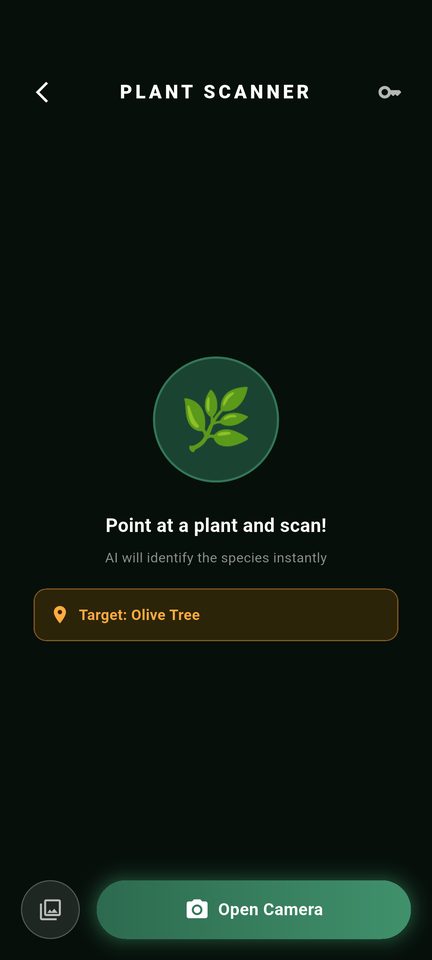 PLANT SCANNER
Point at a plant and scan!
AI will identify the species instantly
Target: Olive Tree
Open Camera